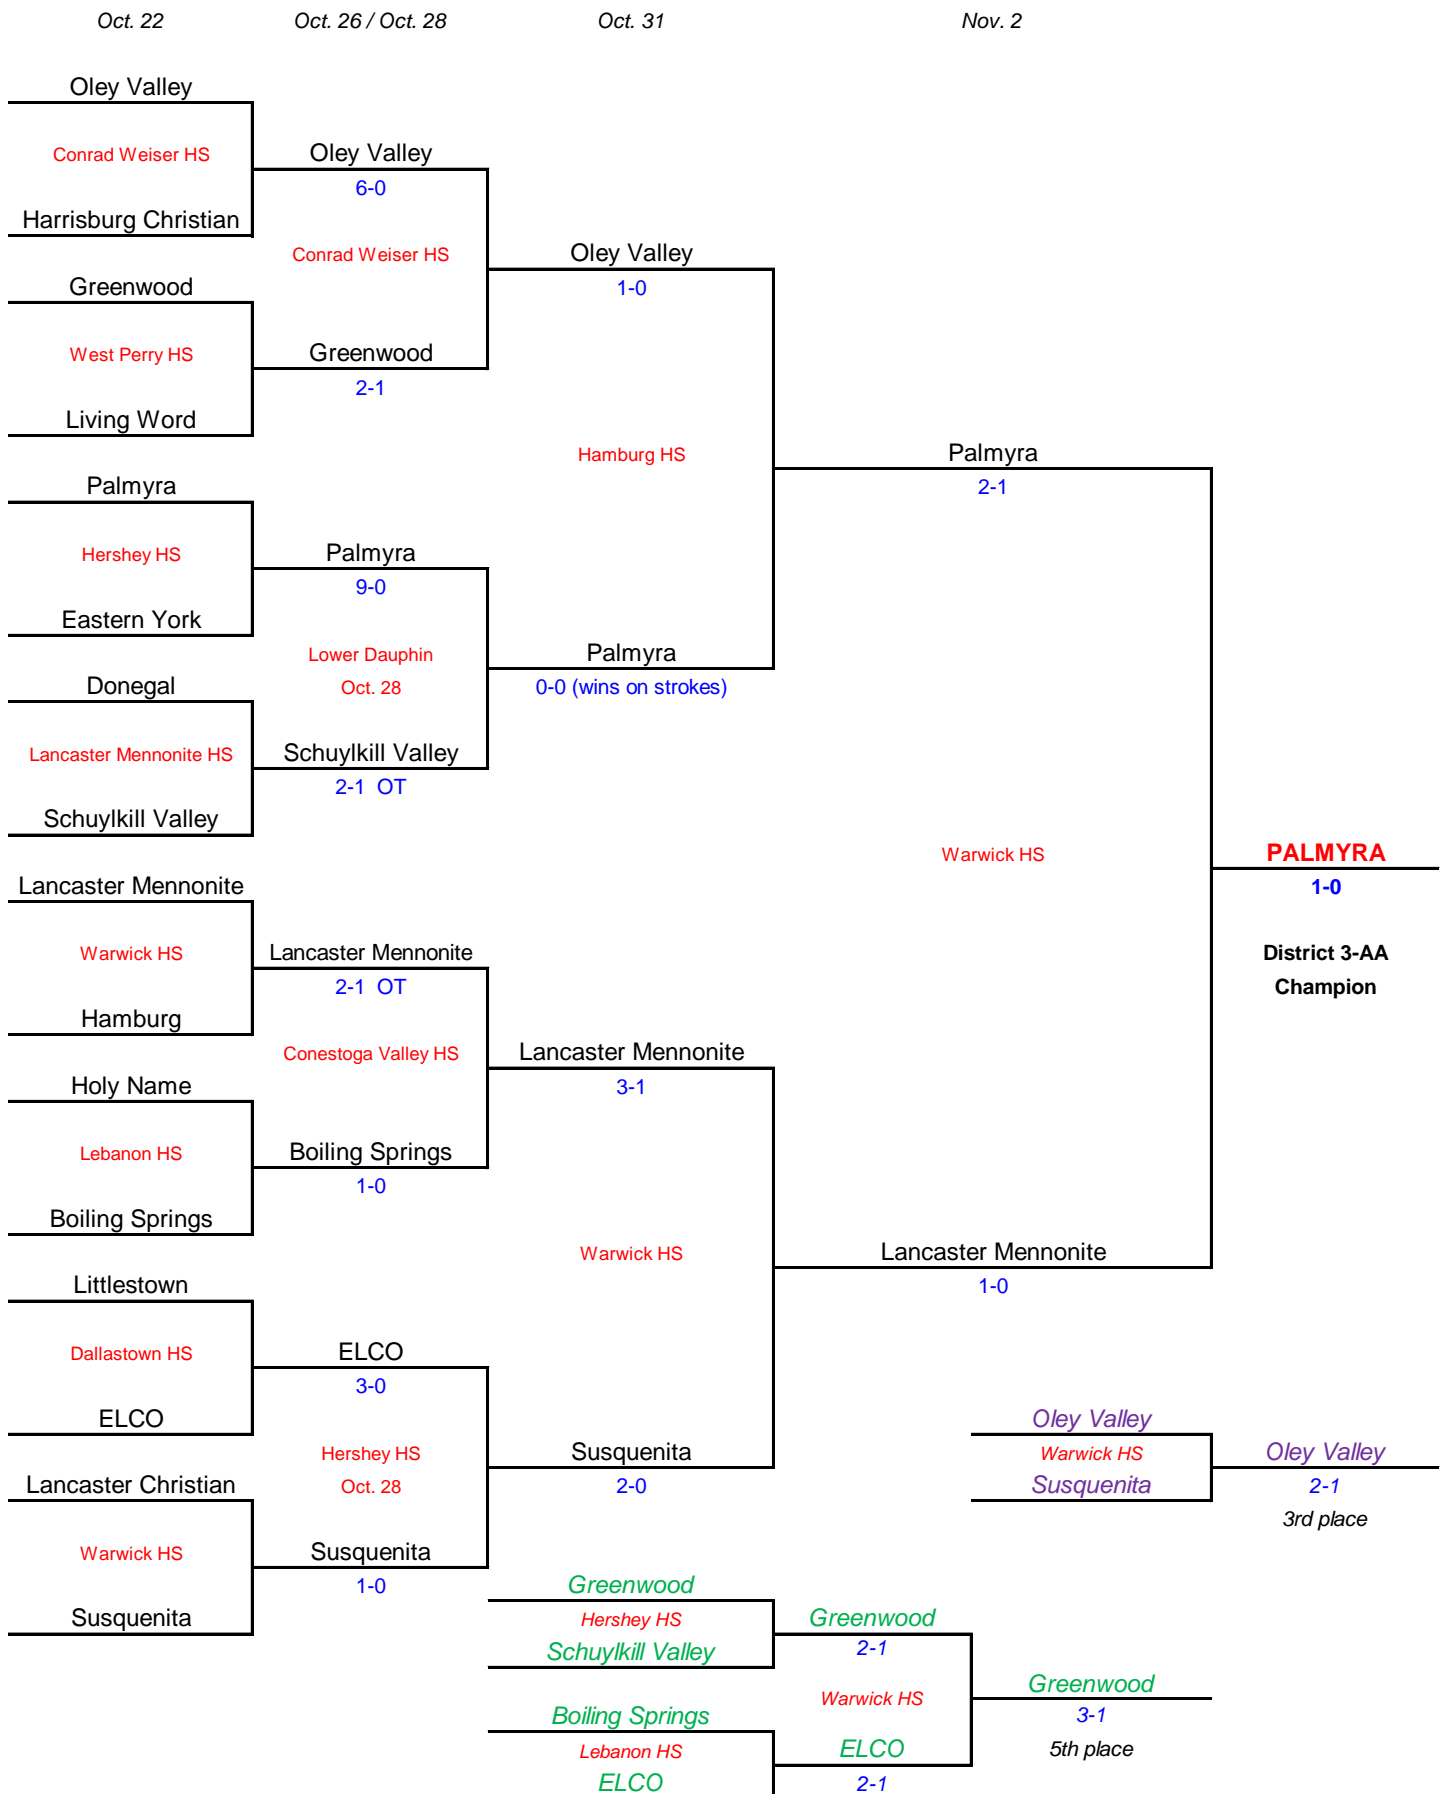 Oct. 22
Oct. 26 / Oct. 28
Oct. 31
Nov. 2
Oley Valley
Conrad Weiser HS
Harrisburg Christian
Greenwood
West Perry HS
Living Word
Palmyra
Hershey HS
Eastern York
Donegal
Lancaster Mennonite HS
Schuylkill Valley
Lancaster Mennonite
Warwick HS
Hamburg
Holy Name
Lebanon HS
Boiling Springs
Littlestown
Dallastown HS
ELCO
Lancaster Christian
Warwick HS
Susquenita
Oley Valley
6-0
Conrad Weiser HS
Greenwood
2-1
Palmyra
9-0
Lower Dauphin
Oct. 28
Schuylkill Valley
2-1 OT
Lancaster Mennonite
2-1 OT
Conestoga Valley HS
Boiling Springs
1-0
ELCO
3-0
Hershey HS
Oct. 28
Susquenita
1-0
Oley Valley
1-0
Hamburg HS
Palmyra
0-0 (wins on strokes)
Lancaster Mennonite
3-1
Warwick HS
Susquenita
2-0
Palmyra
2-1
Warwick HS
Lancaster Mennonite
1-0
PALMYRA
1-0
District 3-AA
Champion
Oley Valley
Warwick HS
Susquenita
Oley Valley
2-1
3rd place
Greenwood
Hershey HS
Schuylkill Valley
Boiling Springs
Lebanon HS
ELCO
Greenwood
2-1
Warwick HS
ELCO
2-1
Greenwood
3-1
5th place